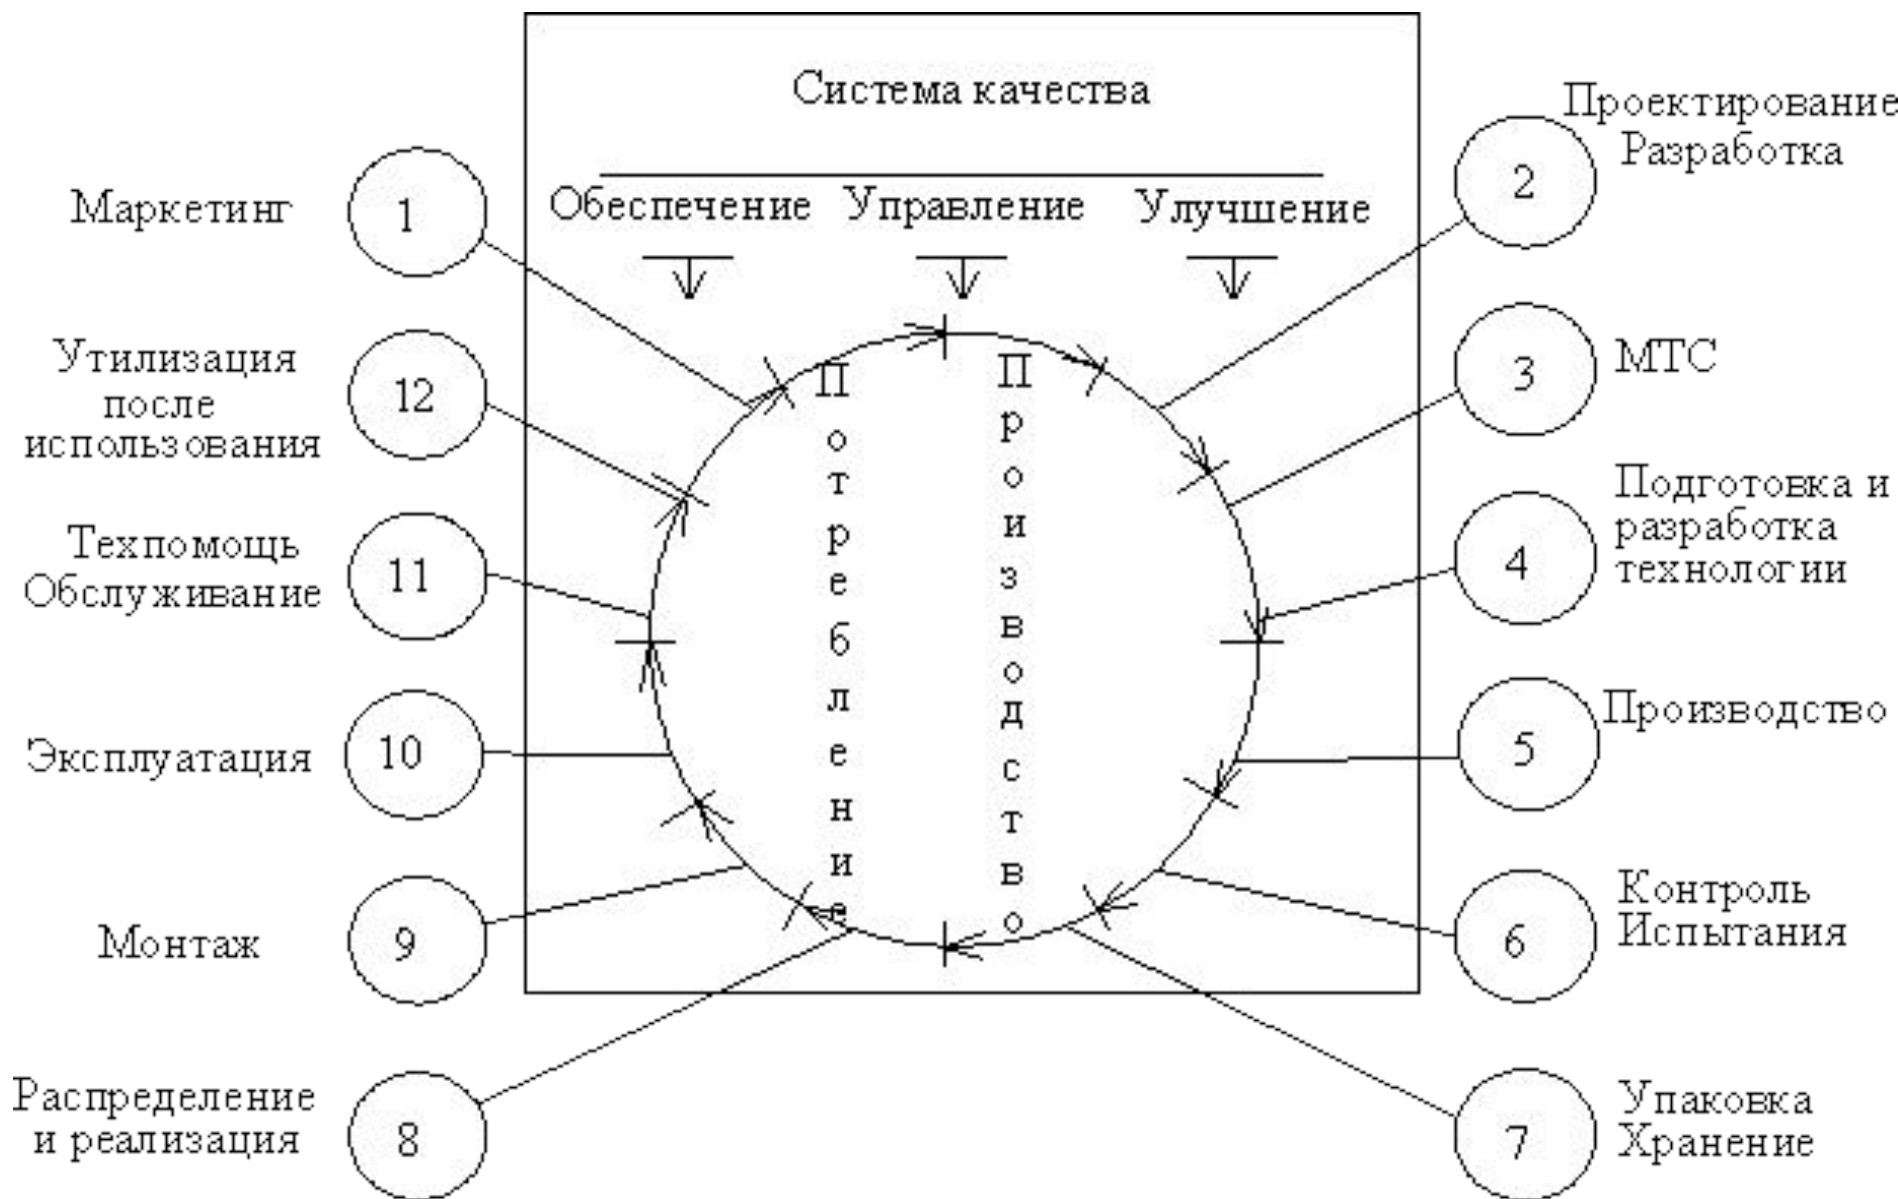 Система качества
Обеспечение Управление Улучшение
Маркетинг
1
Утилизация
после
использования
12
Техпомощь
Обслуживание
11
Эксплуатация
10
Монтаж
9
Распределение
и реализация
8
Потребление
Производство
Проектирование
Разработка
2
МТС
3
Подготовка и
разработка
технологии
4
Производство
5
Контроль
Испытания
6
Упаковка
Хранение
7